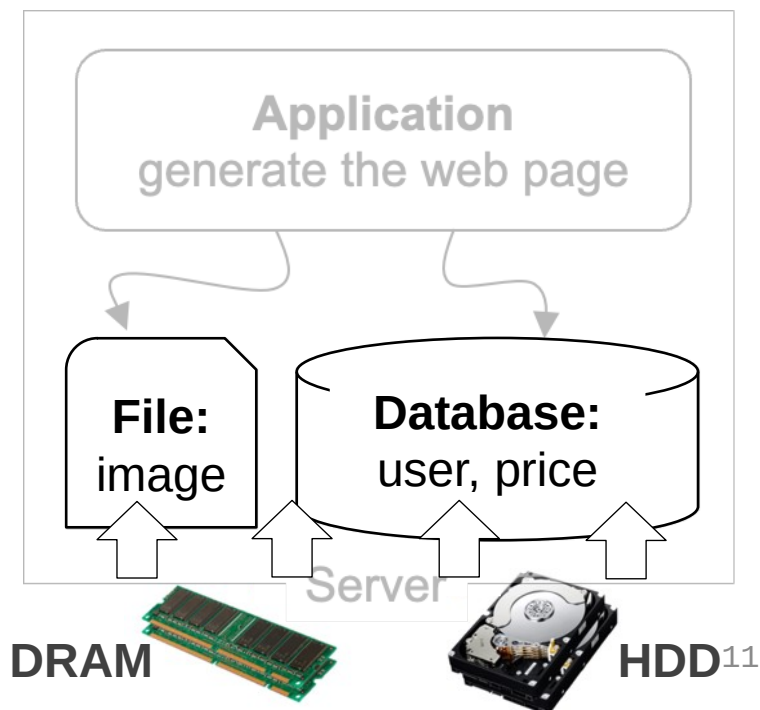 Application
generate the web page
File:
image
Database:
user, price
Server
DRAM
HDD
11